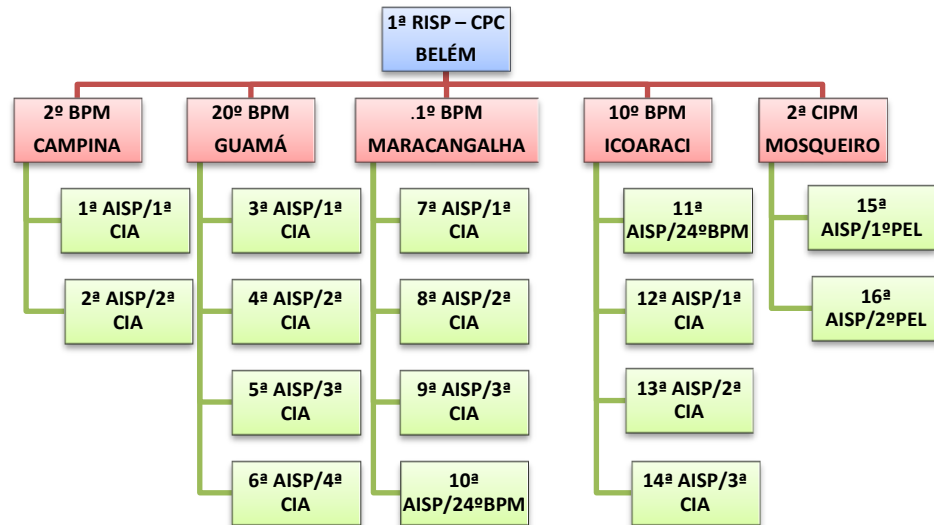 1ª RISP – CPC
BELÉM
2º BPM
CAMPINA
20º BPM
GUAMÁ
.1º BPM
MARACANGALHA
10º BPM
ICOARACI
2ª CIPM
MOSQUEIRO
1ª AISP/1ª
CIA
2ª AISP/2ª
CIA
3ª AISP/1ª
CIA
4ª AISP/2ª
CIA
5ª AISP/3ª
CIA
6ª AISP/4ª
CIA
7ª AISP/1ª
CIA
8ª AISP/2ª
CIA
9ª AISP/3ª
CIA
10ª
AISP/24ºBPM
11ª
AISP/24ºBPM
12ª AISP/1ª
CIA
13ª AISP/2ª
CIA
14ª AISP/3ª
CIA
15ª
AISP/1ºPEL
16ª
AISP/2ºPEL